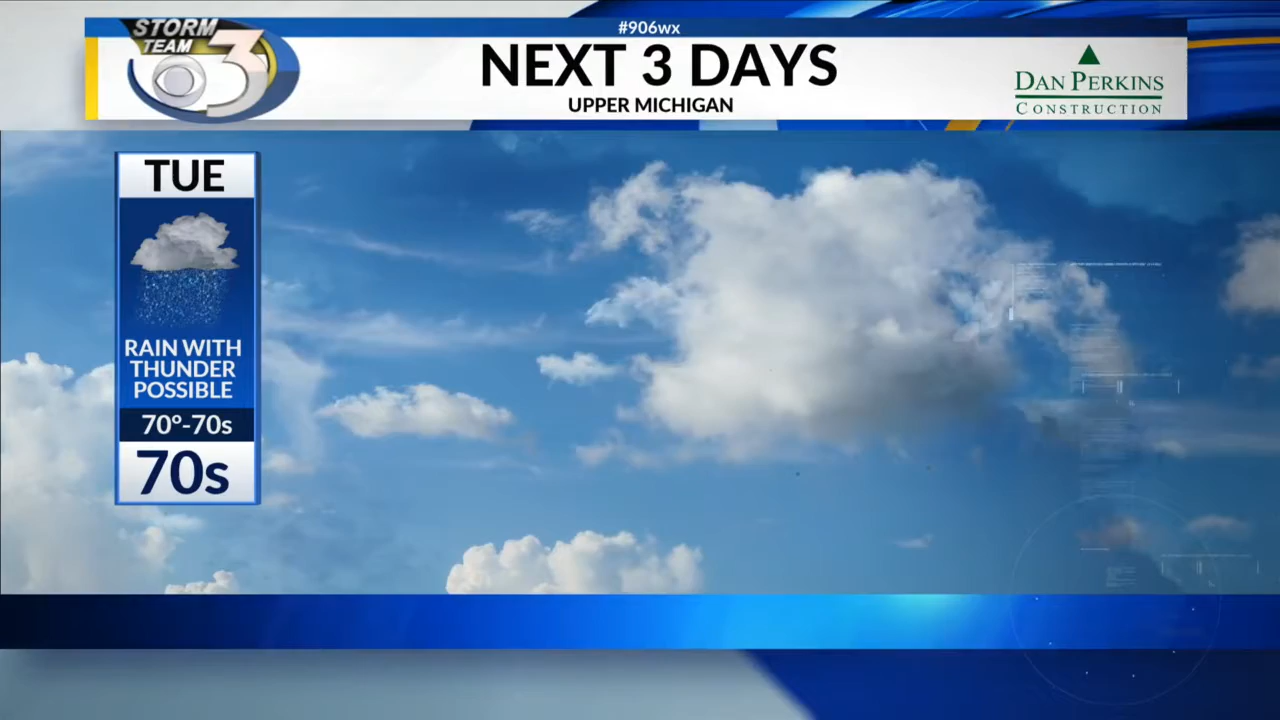 #906wx
STORM
TEAM
3
NEXT 3 DAYS
UPPER MICHIGAN
DAN PERKINS
CONSTRUCTION
TUE
RAIN WITH
THUNDER
POSSIBLE
70°-70s
70s